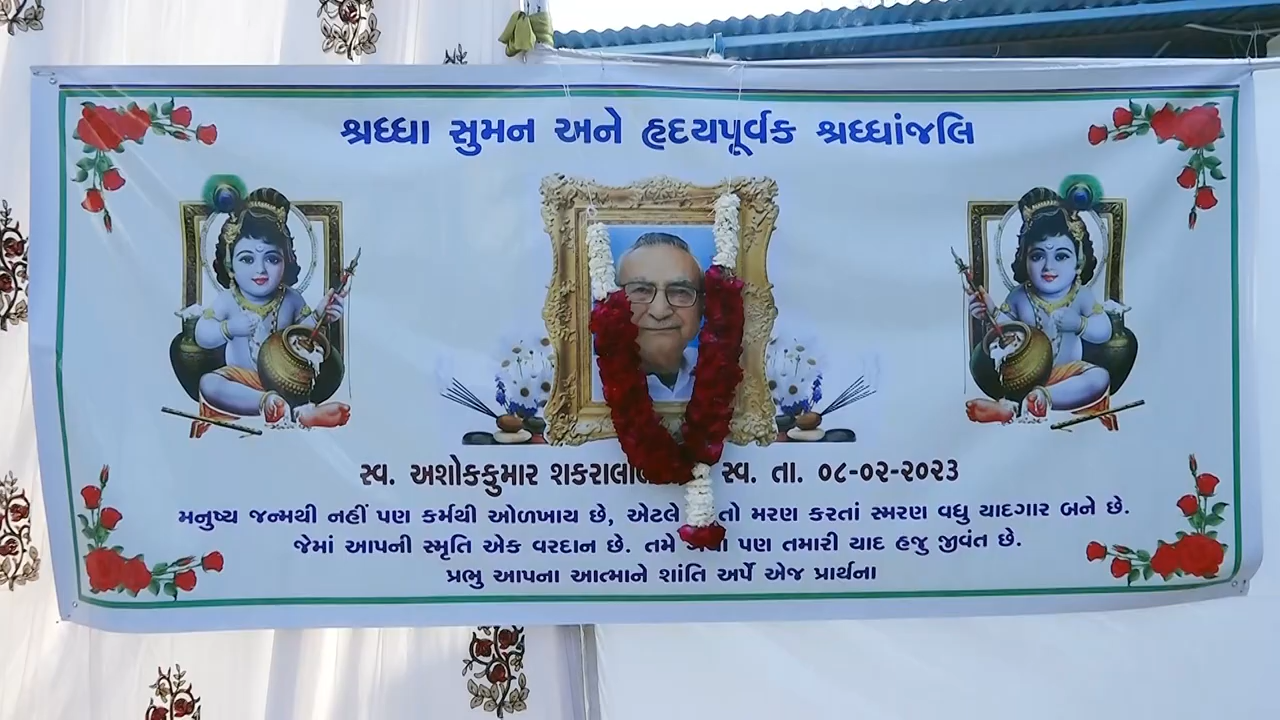 શ્રધ્ધા સુમન અને હૃદયપૂર્વક શ્રધ્ધાંજલિ
સ્વ. અશોકકુમાર સ્વ. તા. ૦૮-૦૨-૨૦૨૩
મનુષ્ય જન્મથી નહીં પણ કર્મથી ઓળખાય છે, એટલે મરણ કરતાં સ્મરણ વધુ યાદગાર બને છે.
જેમાં આપની સ્મૃતિ એક વરદાન છે. તમે પણ તમારી યાદ હજુ જીવંત છે.
પ્રભુ આપના આત્માને શાંતિ અર્પે એજ પ્રાર્થના